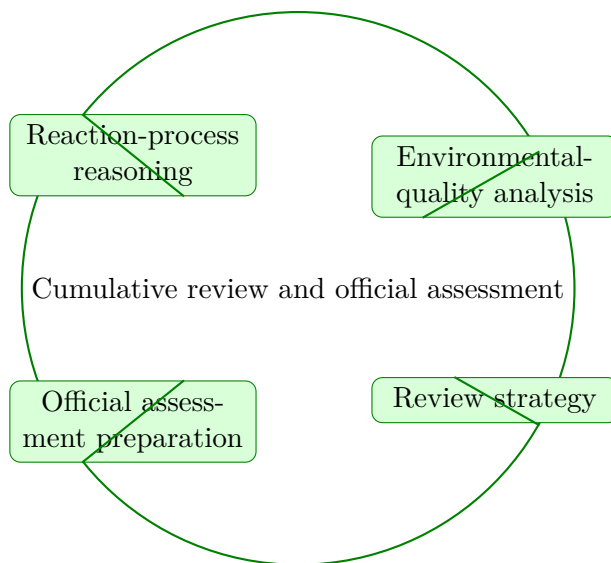 Reaction-process
reasoning
Environmental-
quality analysis
Cumulative review and official assessment
Official assess-
ment preparation
Review strategy